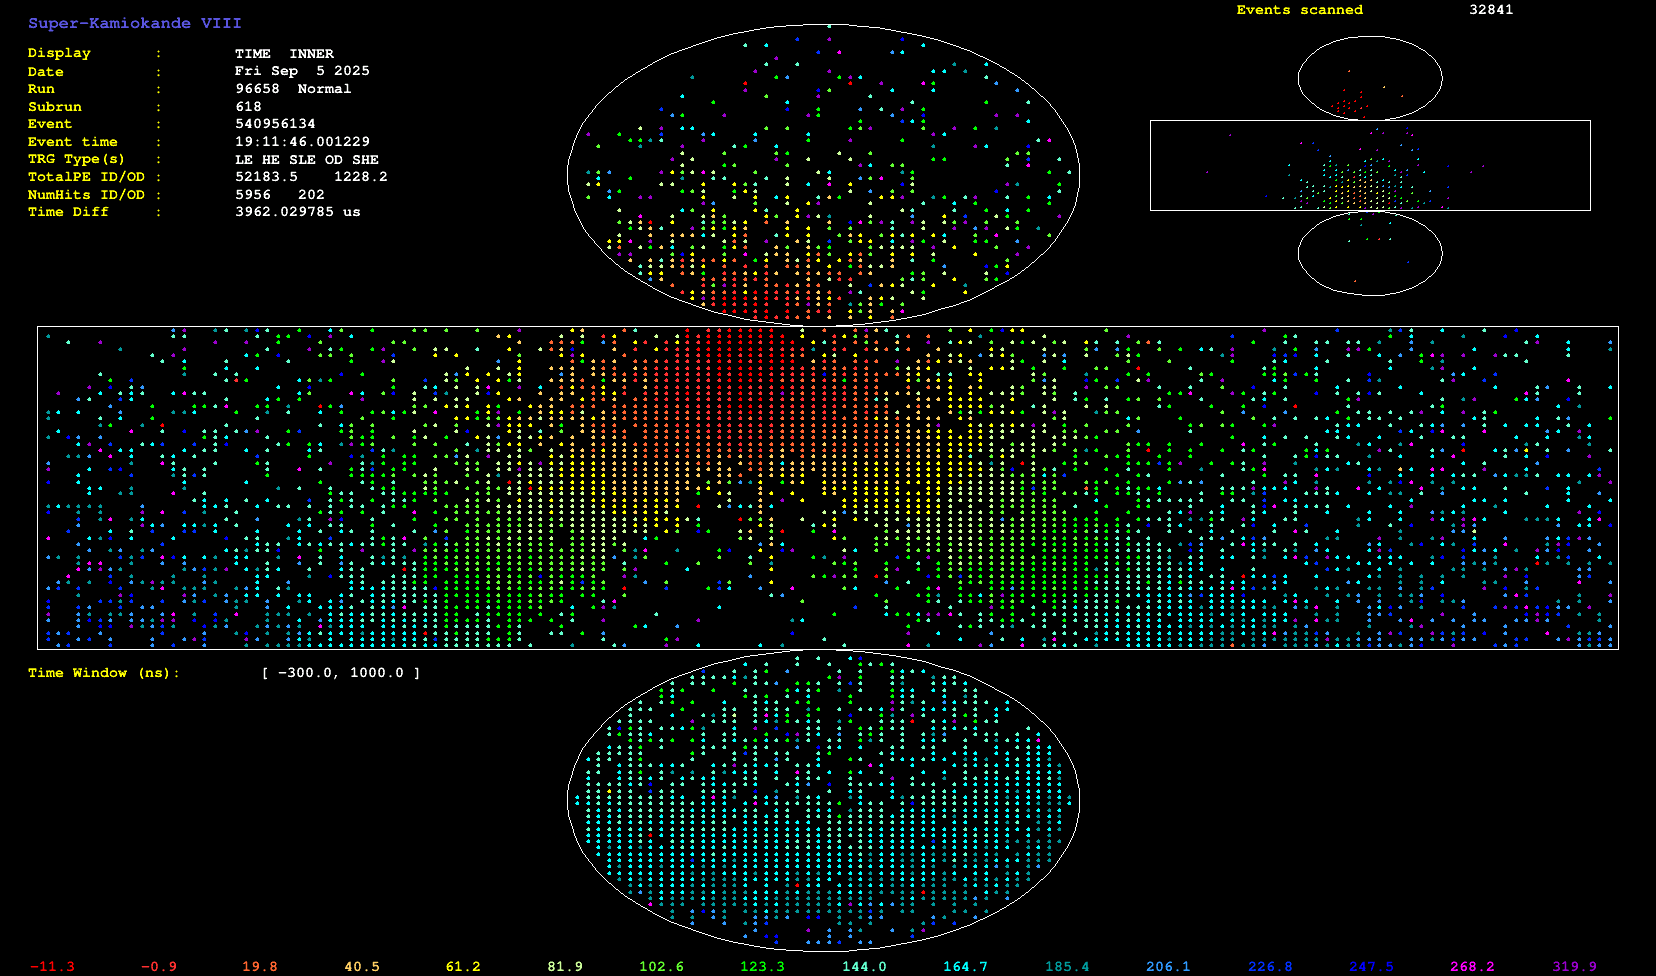 Super-Kamiokande VIII
Display : TIME INNER
Date : Fri Sep 5 2025
Run : 96658 Normal
Subrun : 618
Event : 540956134
Event time : 19:11:46.001229
TRG Type(s) : LE HE SLE OD SHE
TotalPE ID/OD : 52183.5 1228.2
NumHits ID/OD : 5956 202
Time Diff : 3962.029785 us
Events scanned 32841
Time Window (ns): [ -300.0, 1000.0 ]
-11.3 -0.9 19.8 40.5 61.2 81.9 102.6 123.3 144.0 164.7 185.4 206.1 226.8 247.5 268.2 319.9